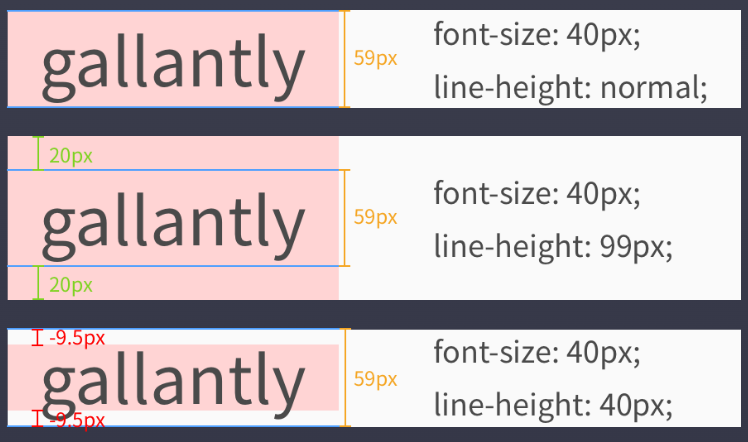 gallantly
59px
font-size: 40px;
line-height: normal;
20px
gallantly
20px
59px
font-size: 40px;
line-height: 99px;
-9.5px
gallantly
-9.5px
59px
font-size: 40px;
line-height: 40px;